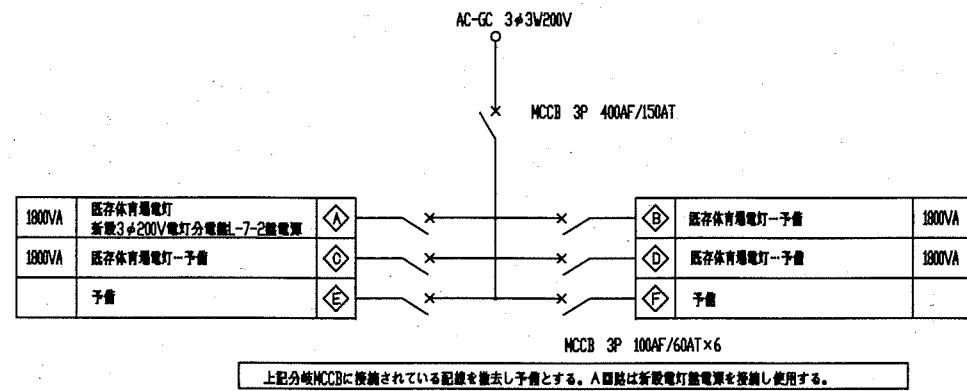 AC-GC 3φ3W200V
MCCB 3P 400AF/150AT
1800VA
既存体育場電灯
新設3φ200V電灯分電盤L-7-2盤電源
A
B
既存体育場電灯→予備
1800VA
1800VA
既存体育場電灯→予備
C
D
既存体育場電灯→予備
1800VA
予備
E
F
予備
MCCB 3P 100AF/60AT×6
上記分岐MCCBに接続されている配線を撤去し予備とする。A回路は新設電灯盤電源を接続し使用する。